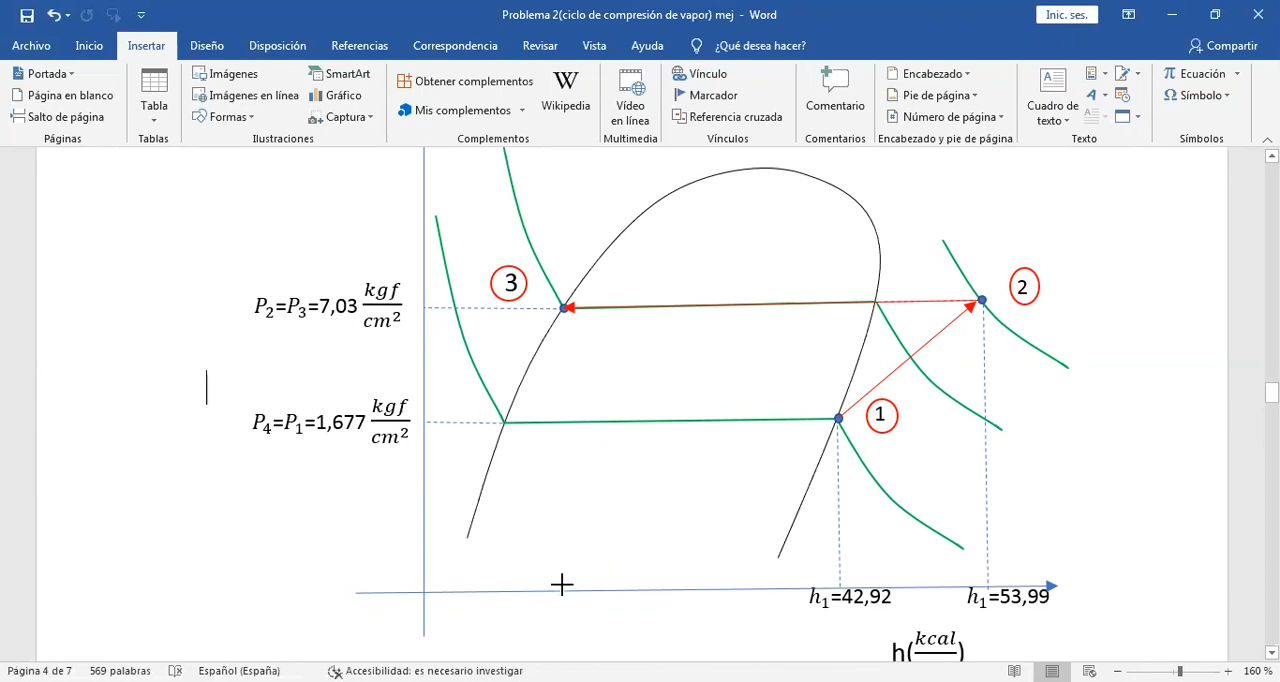 Problema 2(ciclo de compresión de vapor) mej - Word
Inic. ses.
Archivo Inicio Insertar Diseño Disposición Referencias Correspondencia Revisar Vista Ayuda ¿Qué desea hacer? Compartir
Portada
Página en blanco
Salto de página
Páginas
Tabla
Tablas
Imágenes
Imágenes en línea
Formas
SmartArt
Gráfico
Captura
Ilustraciones
Obtener complementos
Mis complementos
W
Wikipedia
Complementos
Vídeo
en línea
Multimedia
Vínculo
Marcador
Referencia cruzada
Vínculos
Comentario
Comentarios
Encabezado
Pie de página
Número de página
Encabezado y pie de página
Cuadro de
texto
Texto
π Ecuación
Ω Símbolo
Símbolos
3
2
P₂=P₃=7,03 kgf/cm²
1
P₄=P₁=1,677 kgf/cm²
h₁=42,92 h₁=53,99
h(kcal)
Página 4 de 7 569 palabras Español (España) Accesibilidad: es necesario investigar 160 %